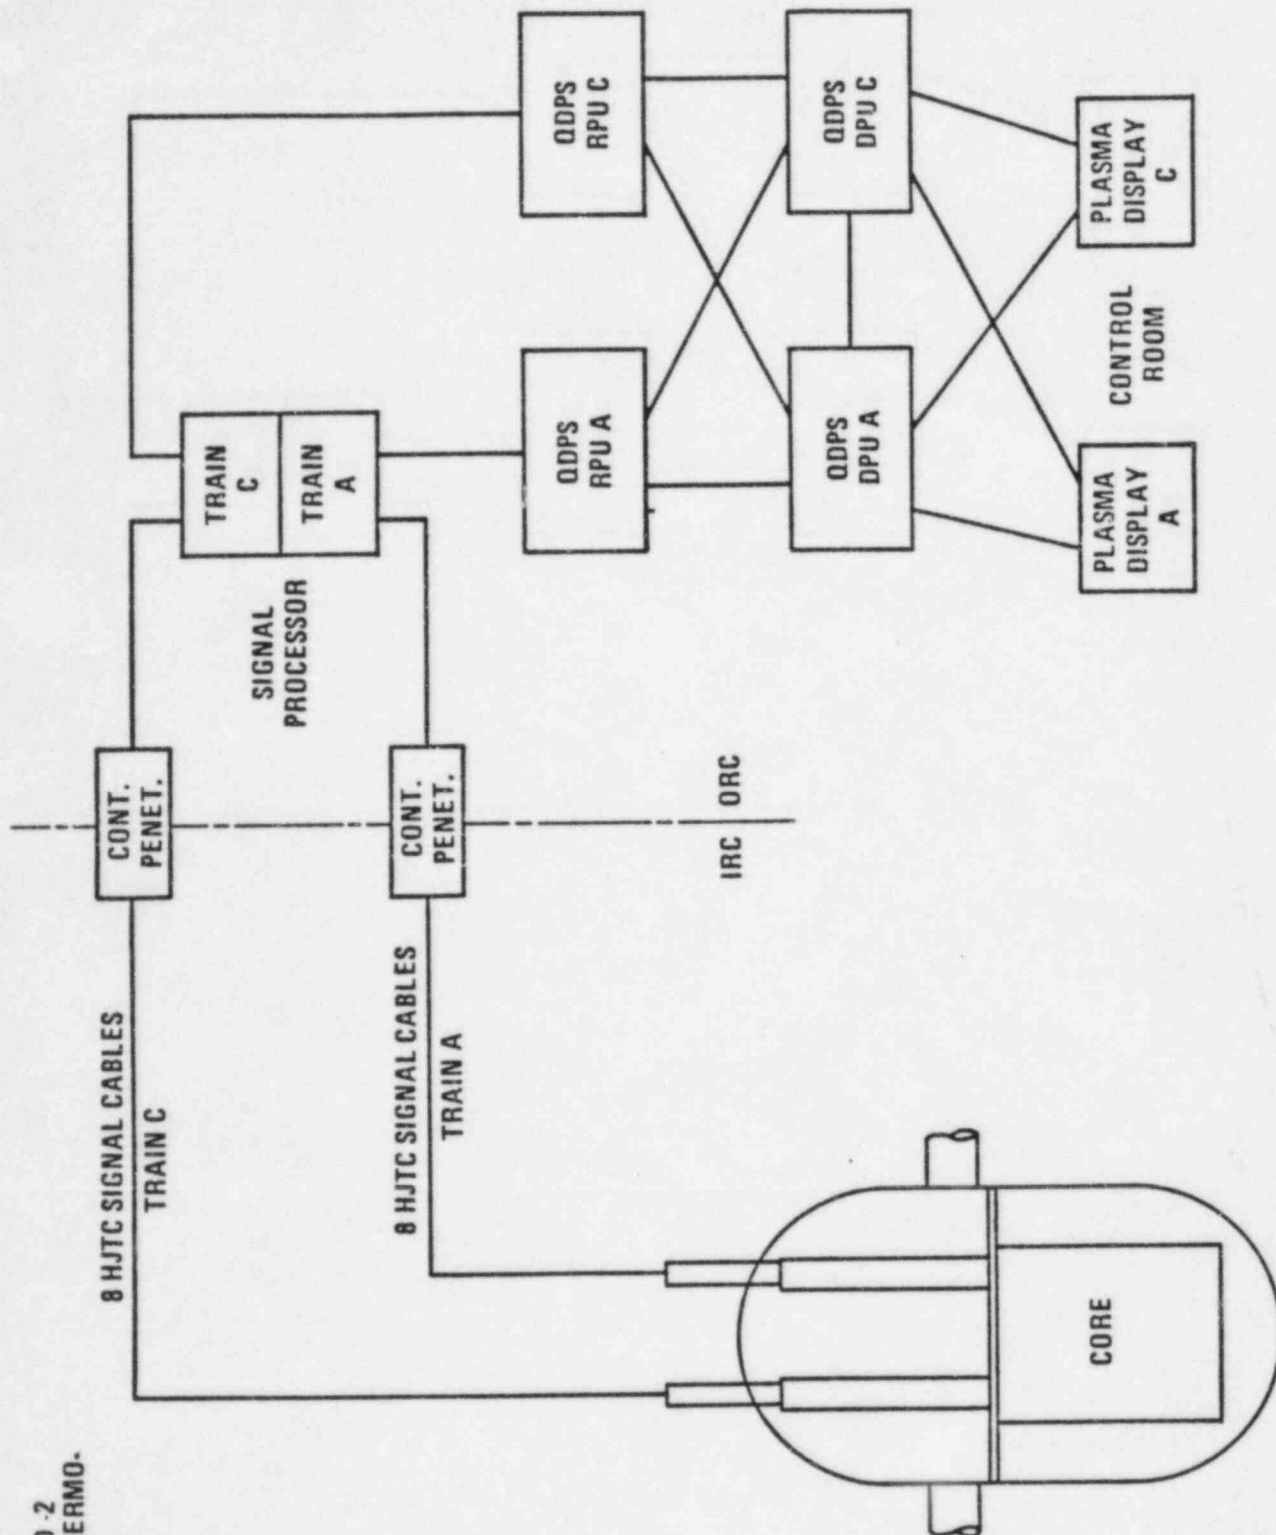 -2
ERMO-
8 HJTC SIGNAL CABLES
TRAIN C
8 HJTC SIGNAL CABLES
TRAIN A
CONT.
PENET.
CONT.
PENET.
IRC
ORC
SIGNAL
PROCESSOR
TRAIN
C
TRAIN
A
QDPS
RPU A
QDPS
RPU C
QDPS
DPU A
QDPS
DPU C
PLASMA
DISPLAY
A
CONTROL
ROOM
PLASMA
DISPLAY
C
CORE